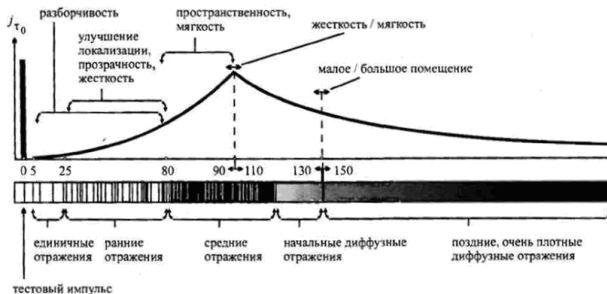 разборчивость
пространственность,
мягкость
жесткость / мягкость
j τ0
улучшение
локализации,
прозрачность,
жесткость
малое / большое помещение
0 5 25 80 90 110 130 150
единичные
отражения
ранние
отражения
средние
отражения
начальные диффузные
отражения
поздние, очень плотные
диффузные отражения
тестовый импульс